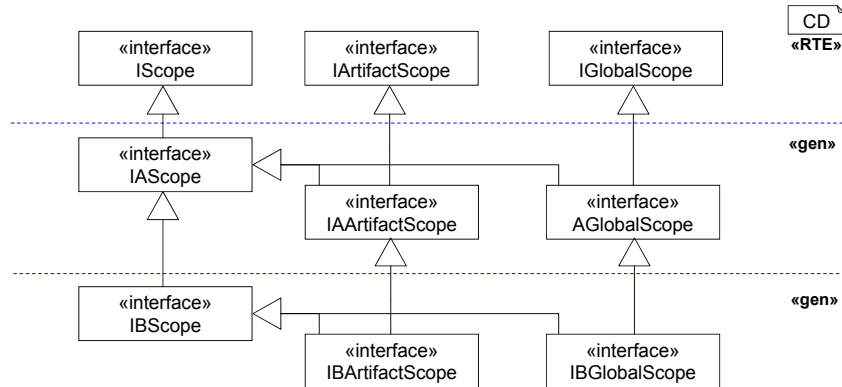 CD
«RTE»
«interface»
IScope
«interface»
IArtifactScope
«interface»
IGlobalScope
«gen»
«interface»
IAScope
«interface»
IAArtifactScope
«interface»
AGlobalScope
«gen»
«interface»
IBScope
«interface»
IBArtifactScope
«interface»
IBGlobalScope